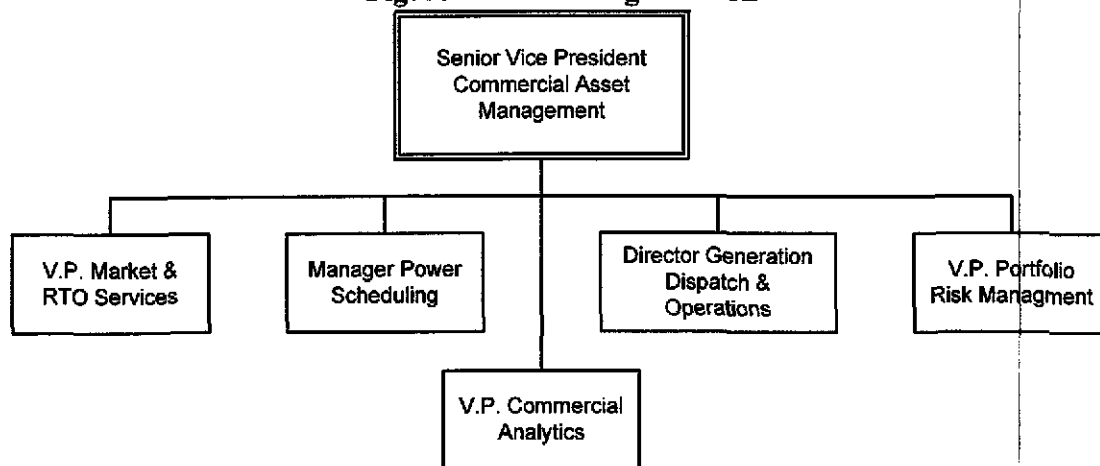 Senior Vice President
Commercial Asset
Management
V.P. Market &
RTO Services
Manager Power
Scheduling
Director Generation
Dispatch &
Operations
V.P. Portfolio
Risk Managment
V.P. Commercial
Analytics